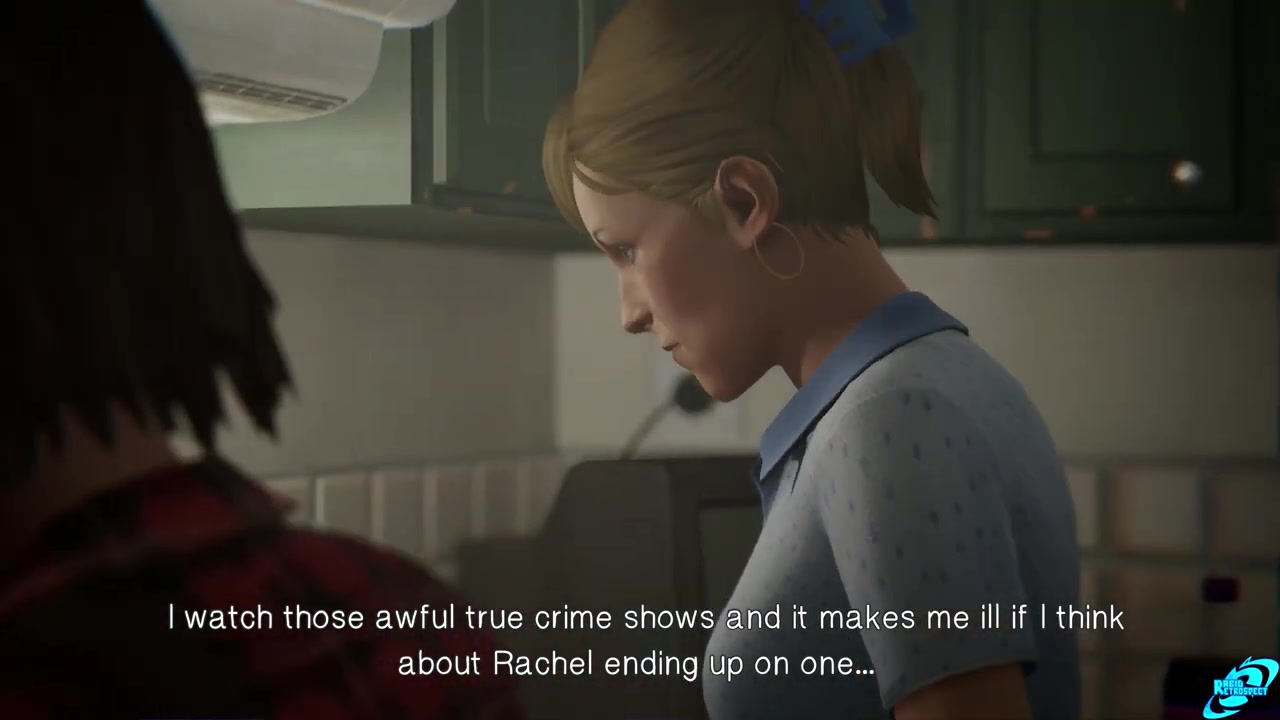 I watch those awful true crime shows and it makes me ill if I think
about Rachel ending up on one...
RETROSPECT